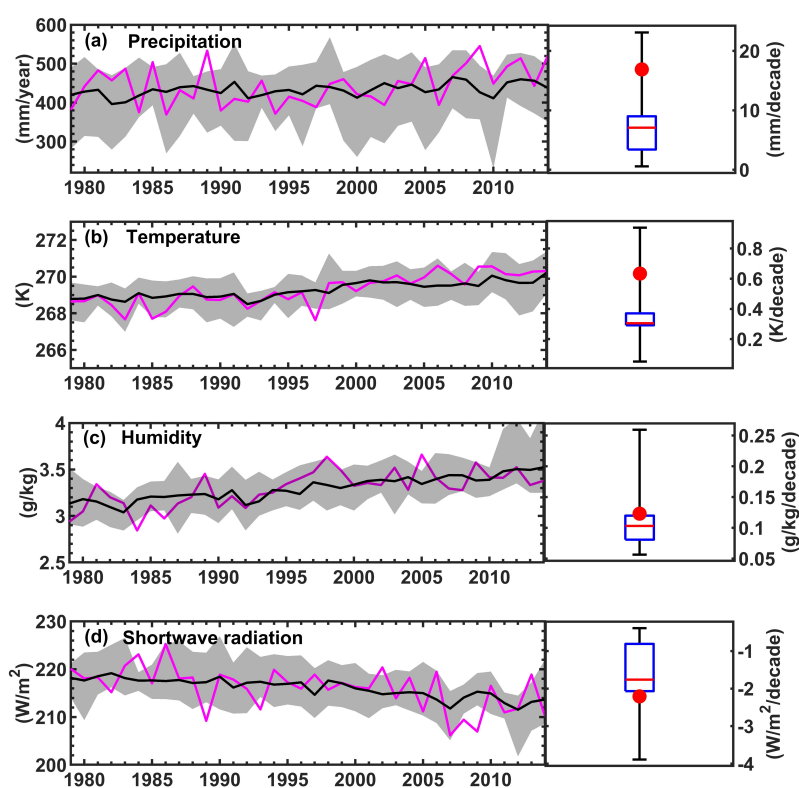 (a) Precipitation
600
500
400
300
(mm/year)
1980 1985 1990 1995 2000 2005 2010
20
10
0
(mm/decade)
(b) Temperature
272
270
268
266
(K)
1980 1985 1990 1995 2000 2005 2010
0.8
0.6
0.4
0.2
(K/decade)
(c) Humidity
4
3.5
3
2.5
(g/kg)
1980 1985 1990 1995 2000 2005 2010
0.25
0.2
0.15
0.1
0.05
(g/kg/decade)
(d) Shortwave radiation
230
220
210
200
(W/m²)
1980 1985 1990 1995 2000 2005 2010
-1
-2
-3
-4
(W/m²/decade)